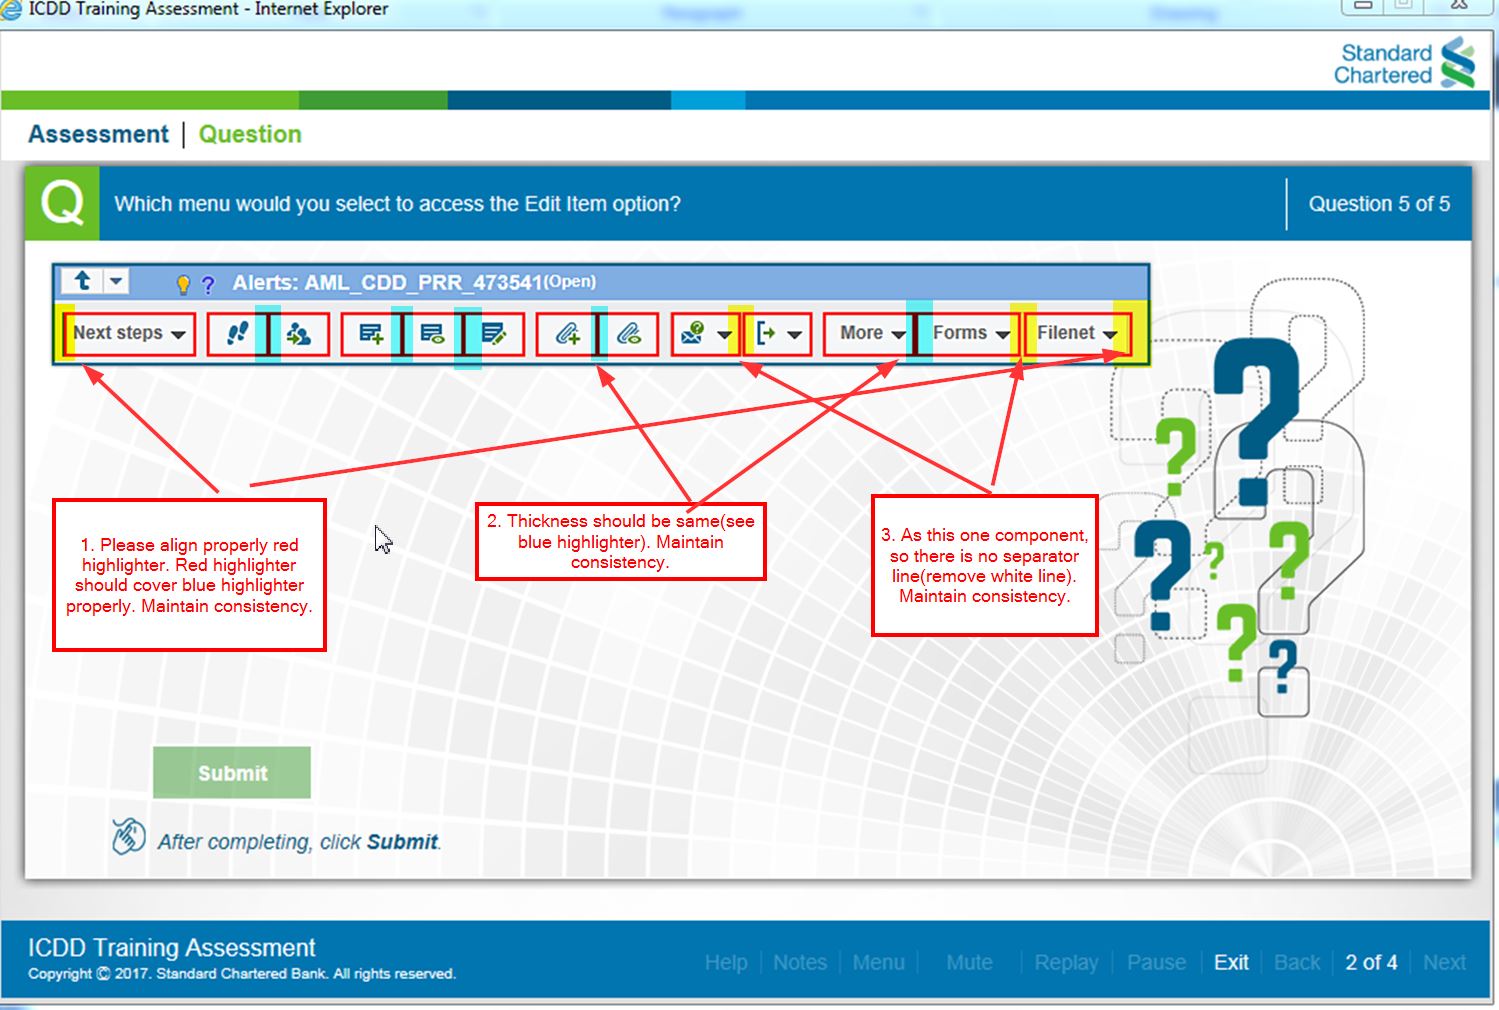 ICDD Training Assessment - Internet Explorer
Standard
Chartered
Assessment | Question
Q
Which menu would you select to access the Edit Item option?
Question 5 of 5
? Alerts: AML_CDD_PRR_473541(Open)
Next steps
More
Forms
Filenet
1. Please align properly red
highlighter. Red highlighter
should cover blue highlighter
properly. Maintain consistency.
2. Thickness should be same(see
blue highlighter). Maintain
consistency.
3. As this one component,
so there is no separator
line(remove white line).
Maintain consistency.
Submit
After completing, click Submit.
ICDD Training Assessment
Copyright © 2017. Standard Chartered Bank. All rights reserved.
Help | Notes | Menu | Mute | Replay | Pause | Exit | Back | 2 of 4 | Next